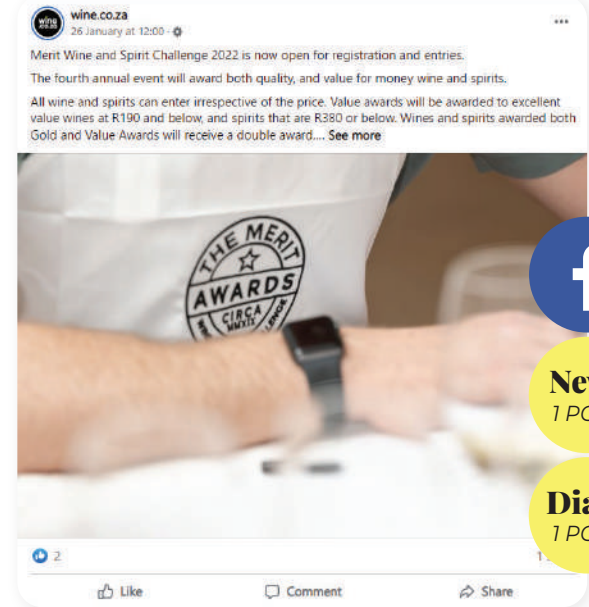 wine.co.za
26 January at 12:00 ·
Merit Wine and Spirit Challenge 2022 is now open for registration and entries.
The fourth annual event will award both quality, and value for money wine and spirits.
All wine and spirits can enter irrespective of the price. Value awards will be awarded to excellent
value wines at R190 and below, and spirits that are R380 or below. Wines and spirits awarded both
Gold and Value Awards will receive a double award.... See more
THE MERIT
AWARDS
CIRCA
MMXIX
f
1 PO
1 PO
2
1
Like
Comment
Share